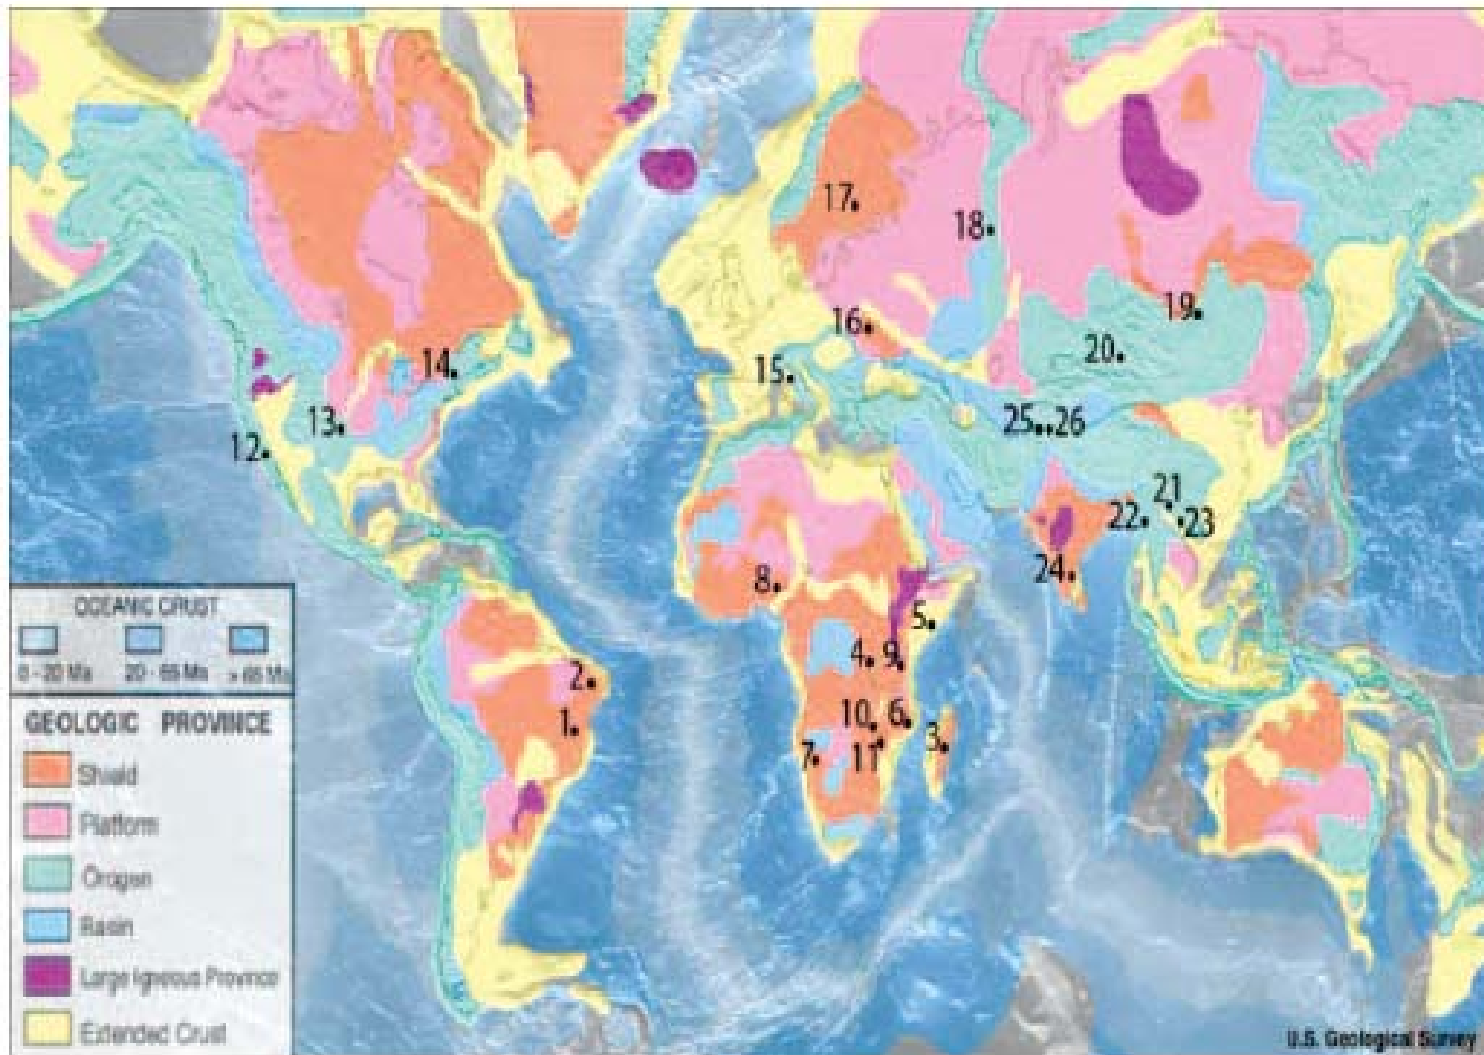 17.
18.
16.
19.
20.
14.
15.
13.
25.
.26
12.
21
22.
23
8.
24.
5.
4.
9.
2.
10.
6.
1.
3.
7.
11
OCEANIC CRUST
0 - 20 Ma
20 - 65 Ma
> 65 Ma
GEOLOGIC PROVINCE
Shield
Platform
Orogen
Basin
Large Igneous Province
Extended Crust
U.S. Geological Survey